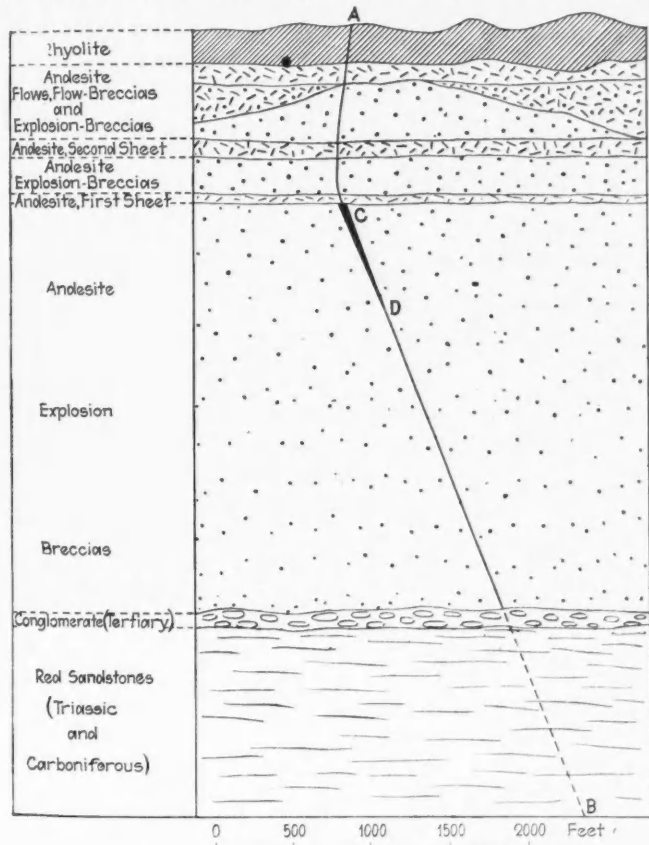 A
?hyolite
Andesite
Flows, Flow-Breccias
and
Explosion-Breccias
Andesite, Second Sheet
Andesite
Explosion-Breccias
Andesite, First Sheet
C
Andesite
D
Explosion
Breccias
Conglomerate (Tertiary)
Red Sandstones
(Triassic
and
Carboniferous)
B
0 500 1000 1500 2000 Feet